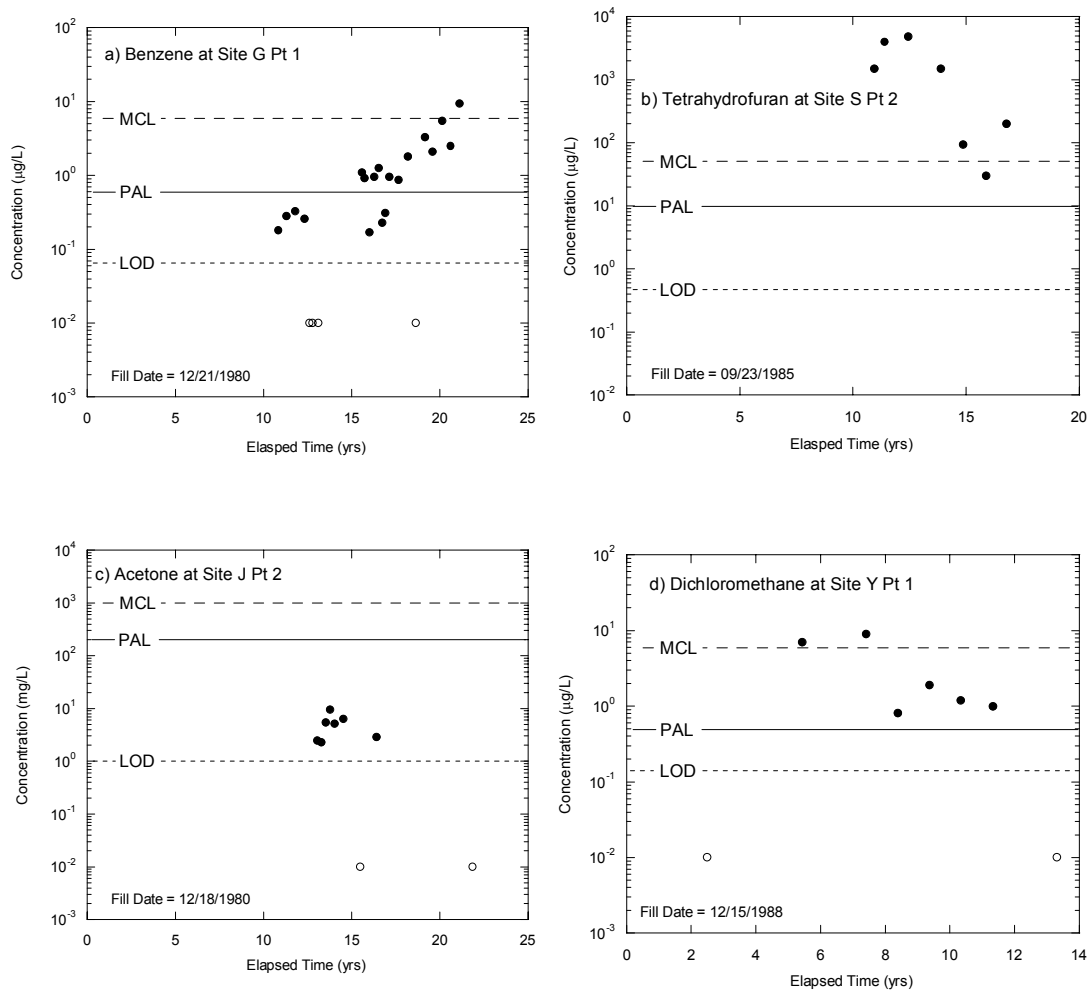 a) Benzene at Site G Pt 1
MCL
PAL
LOD
Fill Date = 12/21/1980
Concentration (μg/L)
10²
10¹
10⁰
10⁻¹
10⁻²
10⁻³
0 5 10 15 20 25
Elasped Time (yrs)
b) Tetrahydrofuran at Site S Pt 2
MCL
PAL
LOD
Fill Date = 09/23/1985
Concentration (μg/L)
10⁴
10³
10²
10¹
10⁰
10⁻¹
10⁻²
0 5 10 15 20
Elasped Time (yrs)
c) Acetone at Site J Pt 2
MCL
PAL
LOD
Fill Date = 12/18/1980
Concentration (mg/L)
10⁴
10³
10²
10¹
10⁰
10⁻¹
10⁻²
10⁻³
0 5 10 15 20 25
Elapsed Time (yrs)
d) Dichloromethane at Site Y Pt 1
MCL
PAL
LOD
Fill Date = 12/15/1988
Concentration (μg/L)
10²
10¹
10⁰
10⁻¹
10⁻²
10⁻³
0 2 4 6 8 10 12 14
Elapsed Time (yrs)